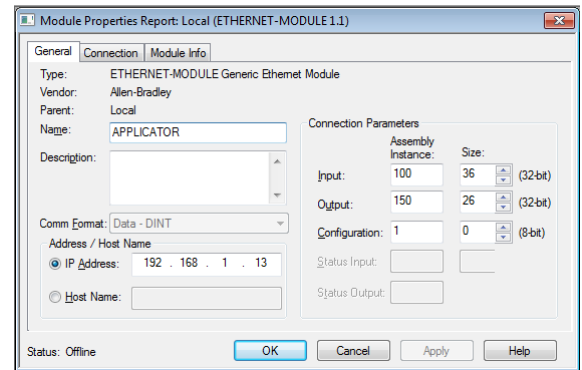 Module Properties Report: Local (ETHERNET-MODULE 1.1)
General Connection Module Info
Type: ETHERNET-MODULE Generic Ethernet Module
Vendor: Allen-Bradley
Parent: Local
Name: APPLICATOR
Description:
Comm Format: Data - DINT
Address / Host Name
IP Address: 192 . 168 . 1 . 13
Host Name:
Connection Parameters
Assembly Instance: Size:
Input: 100 36 (32-bit)
Output: 150 26 (32-bit)
Configuration: 1 0 (8-bit)
Status Input:
Status Output:
Status: Offline
OK Cancel Apply Help